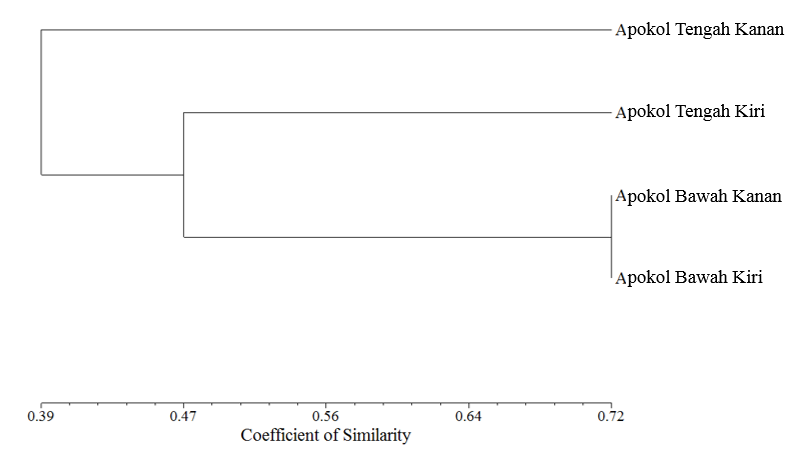 Apokol Tengah Kanan
Apokol Tengah Kiri
Apokol Bawah Kanan
Apokol Bawah Kiri
0.39 0.47 0.56 0.64 0.72
Coefficient of Similarity